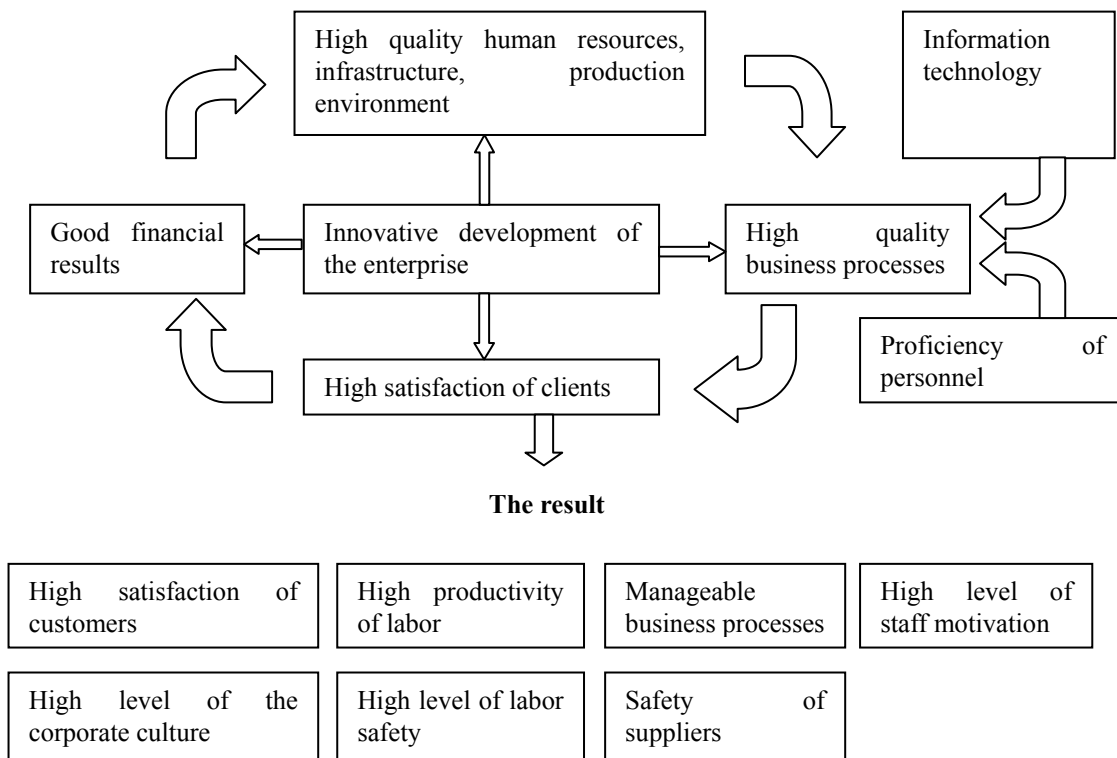 High quality human resources,
infrastructure, production
environment
Information
technology
Good financial
results
Innovative development of
the enterprise
High quality
business processes
Proficiency of
personnel
High satisfaction of clients
The result
High satisfaction of
customers
High productivity
of labor
Manageable
business processes
High level of
staff motivation
High level of the
corporate culture
High level of labor
safety
Safety of
suppliers